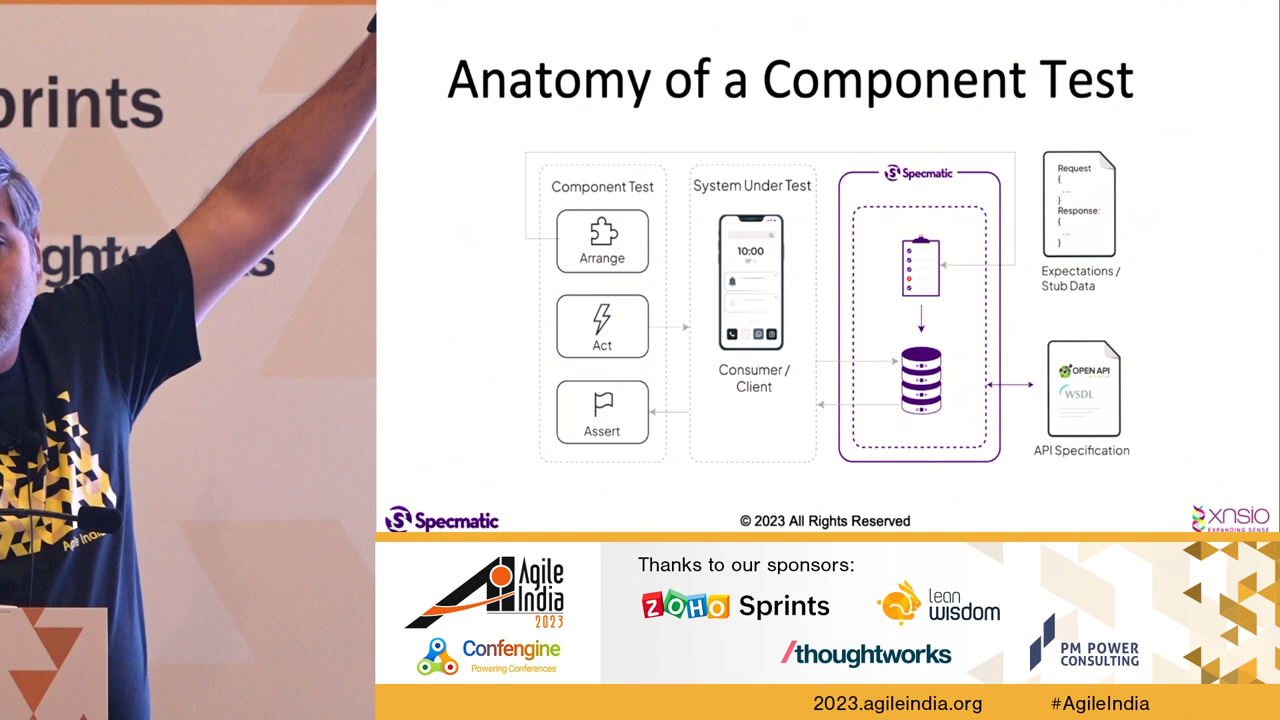 prints
Agile India
Anatomy of a Component Test
Component Test
Arrange
Act
Assert
System Under Test
10:00
Consumer /
Client
Specmatic
Request
{
...
}
Response:
{
...
}
Expectations /
Stub Data
OPEN API
WSDL
API Specification
Specmatic
© 2023 All Rights Reserved
xnsio
EXPANDING SENSE
Agile
India
2023
Confengine
Powering Conferences
Thanks to our sponsors:
ZOHO Sprints
lean
wisdom
/thoughtworks
PM POWER
CONSULTING
2023.agileindia.org
#AgileIndia